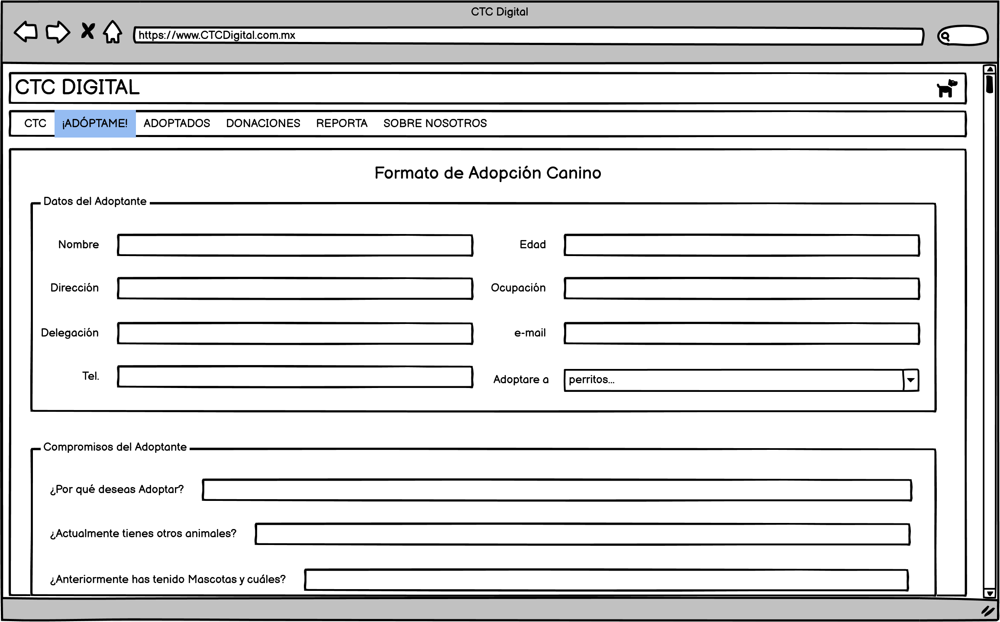 CTC Digital
https://www.CTCDigital.com.mx
CTC DIGITAL
CTC ¡ADÓPTAME! ADOPTADOS DONACIONES REPORTA SOBRE NOSOTROS
Formato de Adopción Canino
Datos del Adoptante
Nombre Edad
Dirección Ocupación
Delegación e-mail
Tel. Adoptare a perritos...
Compromisos del Adoptante
¿Por qué deseas Adoptar?
¿Actualmente tienes otros animales?
¿Anteriormente has tenido Mascotas y cuáles?